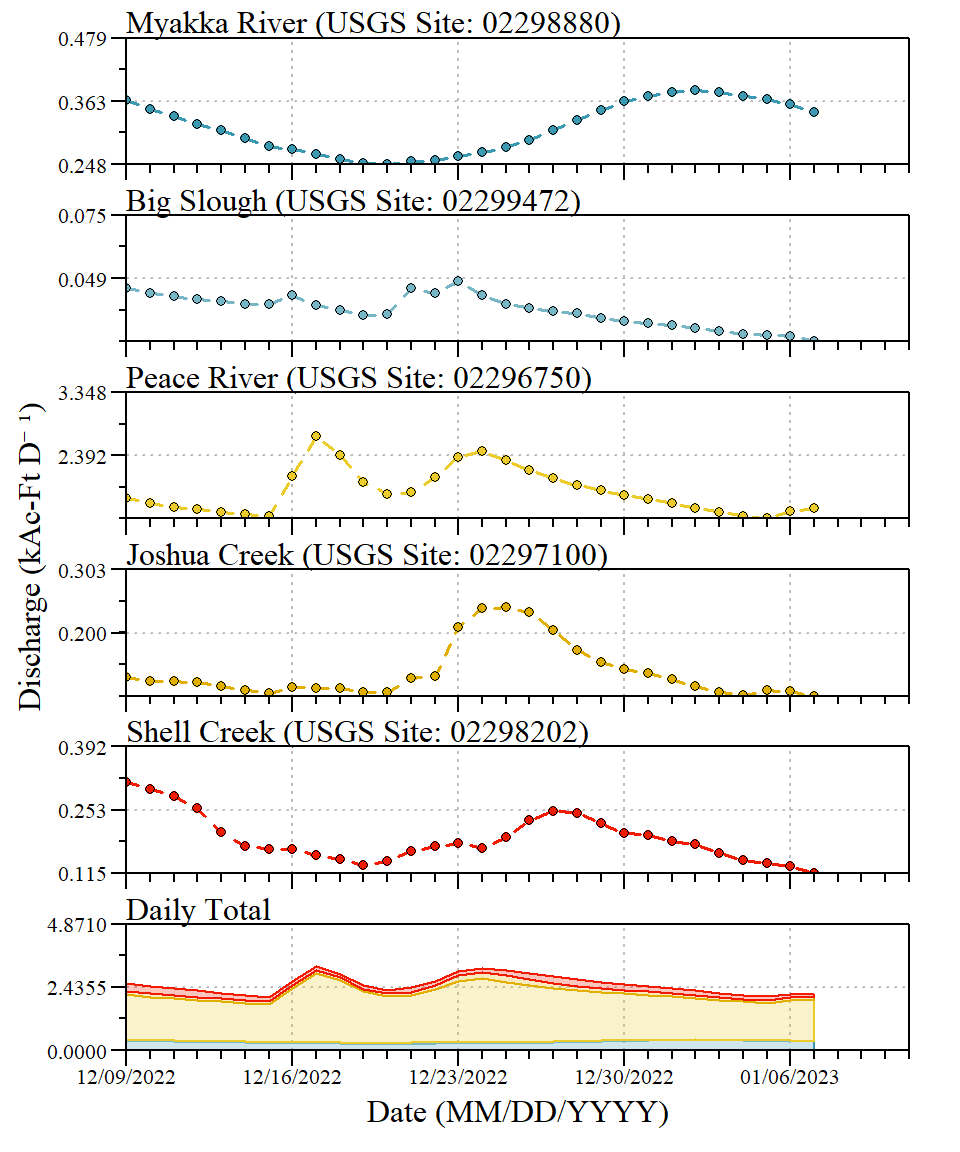 Myakka River (USGS Site: 02298880)
0.479
0.363
0.248
Big Slough (USGS Site: 02299472)
0.075
0.049
Peace River (USGS Site: 02296750)
3.348
2.392
Joshua Creek (USGS Site: 02297100)
0.303
0.200
Shell Creek (USGS Site: 02298202)
0.392
0.253
0.115
Daily Total
4.8710
2.4355
0.0000
12/09/2022 12/16/2022 12/23/2022 12/30/2022 01/06/2023
Date (MM/DD/YYYY)
Discharge (kAc-Ft D⁻¹)